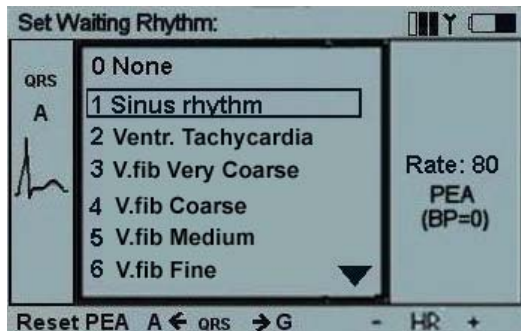 Set Waiting Rhythm:
QRS
A
0 None
1 Sinus rhythm
2 Ventr. Tachycardia
3 V.fib Very Coarse
4 V.fib Coarse
5 V.fib Medium
6 V.fib Fine
Rate: 80
PEA
(BP=0)
Reset PEA A ← QRS → G - HR +